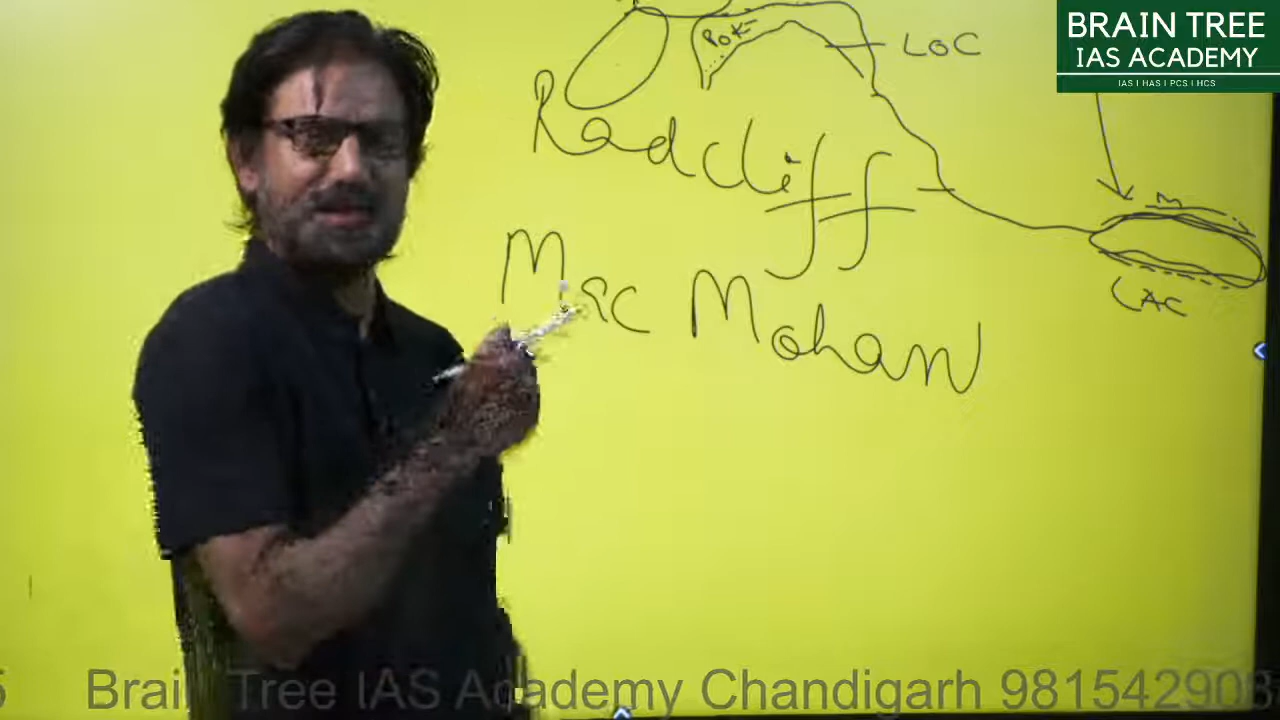 BRAIN TREE
IAS ACADEMY
IAS | HAS | PCS | HCS
POK
LOC
Radcliff
M
LAC
Mac Mohan
Brain Tree IAS Academy Chandigarh 981542908